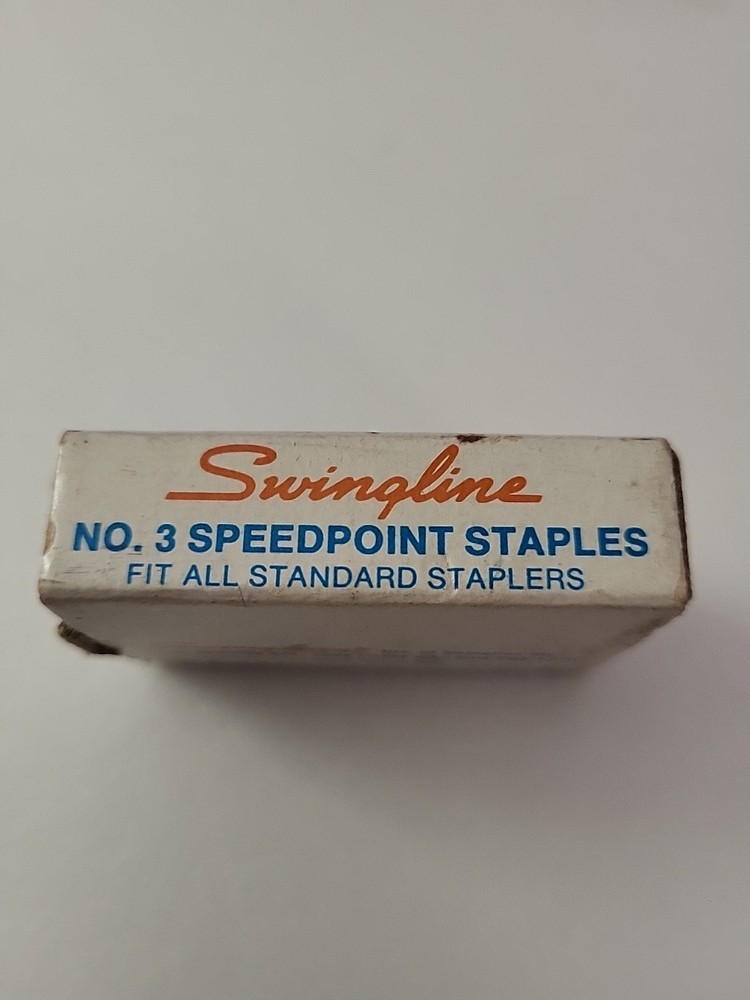 Swingline
NO. 3 SPEEDPOINT STAPLES
FIT ALL STANDARD STAPLERS